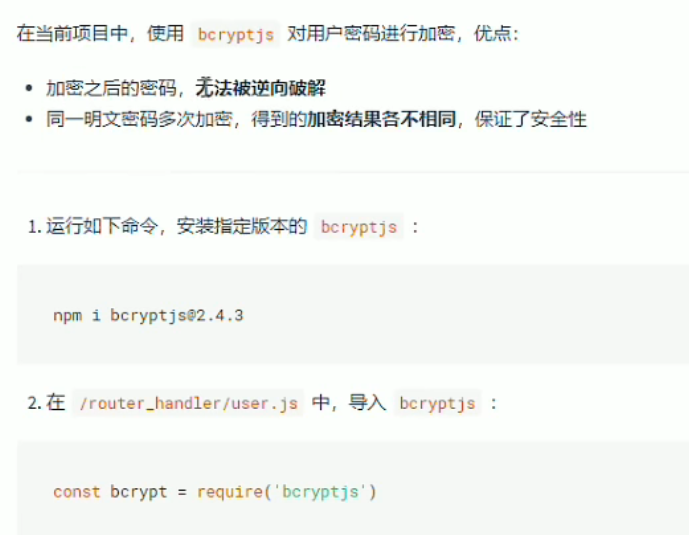 在当前项目中，使用 bcryptjs 对用户密码进行加密，优点：
加密之后的密码，无法被逆向破解
同一明文密码多次加密，得到的加密结果各不相同，保证了安全性
1. 运行如下命令，安装指定版本的 bcryptjs ：
npm i bcryptjs@2.4.3
2. 在 /router_handler/user.js 中，导入 bcryptjs ：
const bcrypt = require('bcryptjs')